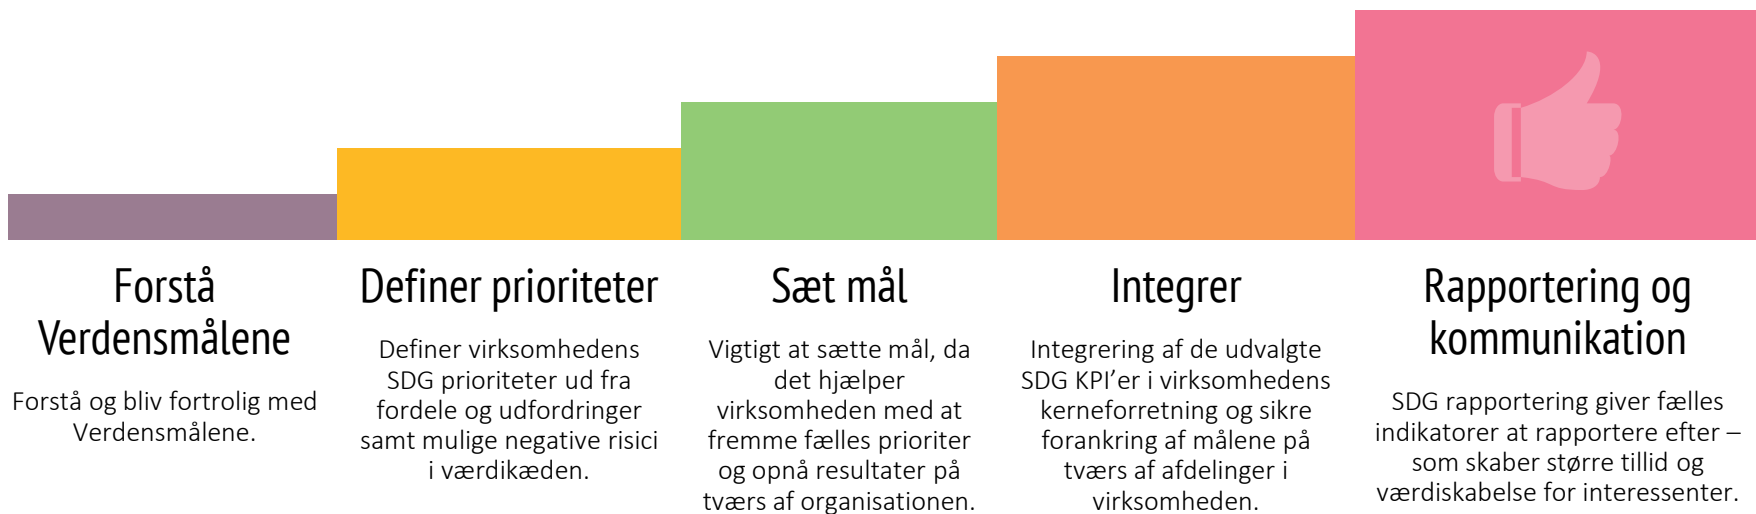 Forstå
Verdensmålene
Forstå og bliv fortrolig med
Verdensmålene.
Definer prioriteter
Definer virksomhedens
SDG prioriteter ud fra
fordele og udfordringer
samt mulige negative risici
i værdikæden.
Sæt mål
Vigtigt at sætte mål, da
det hjælper
virksomheden med at
fremme fælles prioriter
og opnå resultater på
tværs af organisationen.
Integrer
Integrering af de udvalgte
SDG KPI’er i virksomhedens
kerneforretning og sikre
forankring af målene på
tværs af afdelinger i
virksomheden.
Rapportering og
kommunikation
SDG rapportering giver fælles
indikatorer at rapportere efter –
som skaber større tillid og
værdiskabelse for interessenter.